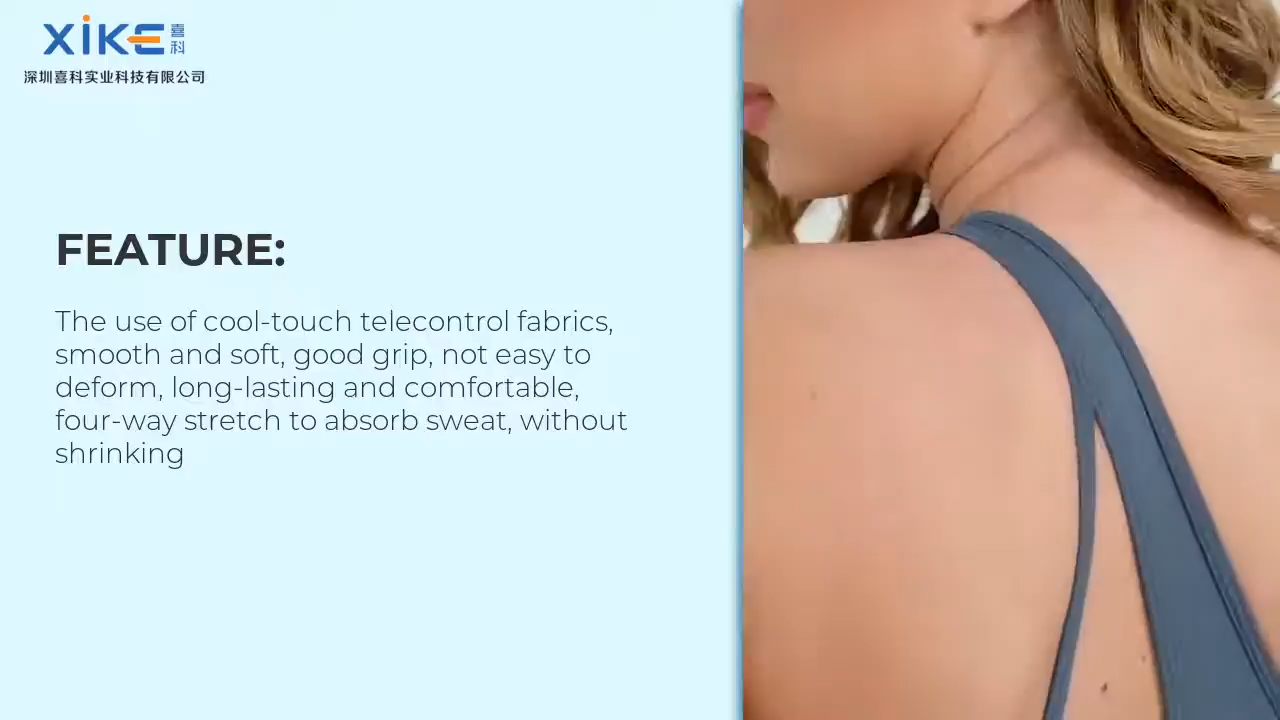 XIKE 喜科
深圳喜科实业科技有限公司
FEATURE:
The use of cool-touch telecontrol fabrics,
smooth and soft, good grip, not easy to
deform, long-lasting and comfortable,
four-way stretch to absorb sweat, without
shrinking